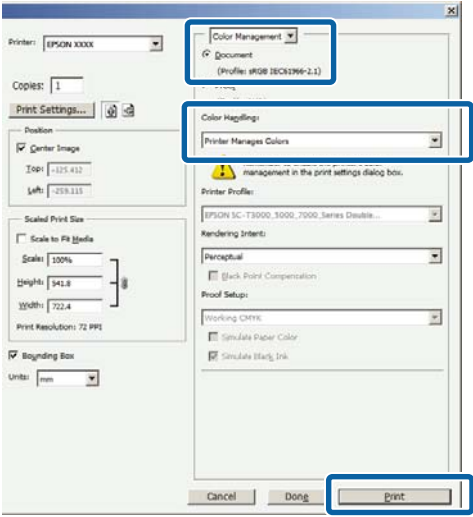 Printer: EPSON XXXX
Copies: 1
Print Settings...
Position
Center Image
Top: -125.412
Left: -259.115
Scaled Print Size
Scale to Fit Media
Scale: 100%
Height: 541.8
Width: 722.4
Print Resolution: 72 PPI
Bounding Box
Units: mm
Color Management
Document
(Profile: sRGB IEC61966-2.1)
Color Handling:
Printer Manages Colors
management in the print settings dialog box.
Printer Profile:
EPSON SC-T3000_5000_7000_Series Double...
Rendering Intent:
Perceptual
Black Point Compensation
Proof Setup:
Working CMYK
Simulate Paper Color
Simulate Black Ink
Cancel
Done
Print